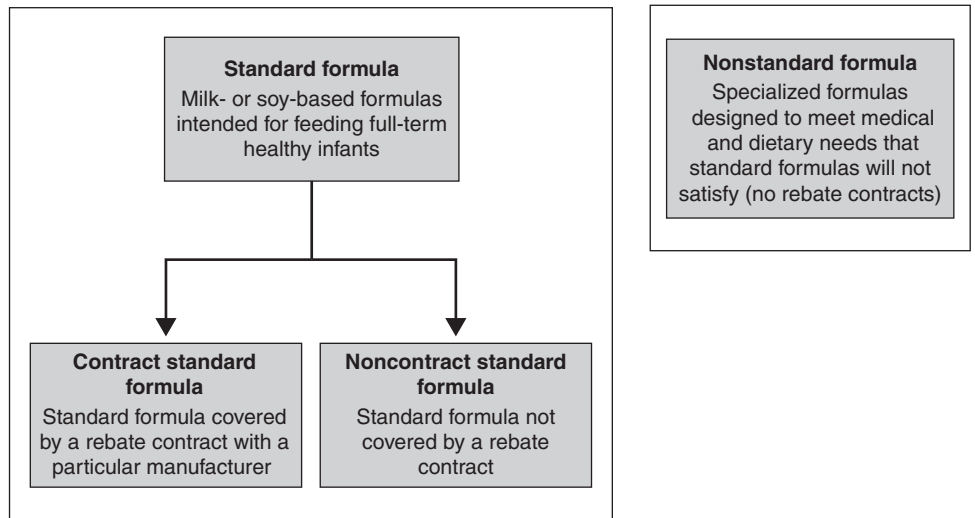 Standard formula
Milk- or soy-based formulas
intended for feeding full-term
healthy infants
Nonstandard formula
Specialized formulas
designed to meet medical
and dietary needs that
standard formulas will not
satisfy (no rebate contracts)
Contract standard
formula
Standard formula covered
by a rebate contract with a
particular manufacturer
Noncontract standard
formula
Standard formula not
covered by a rebate
contract